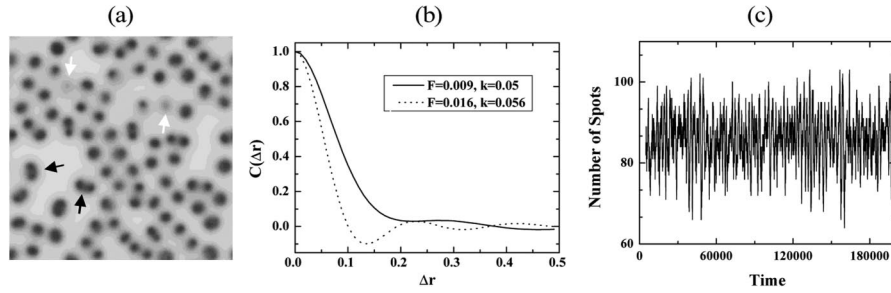 (a)
(b)
(c)
1.0
0.8
0.6
0.4
0.2
0.0
C(Δr)
F=0.009, k=0.05
F=0.016, k=0.056
0.0 0.1 0.2 0.3 0.4 0.5
Δr
100
80
60
Number of Spots
0 60000 120000 180000
Time